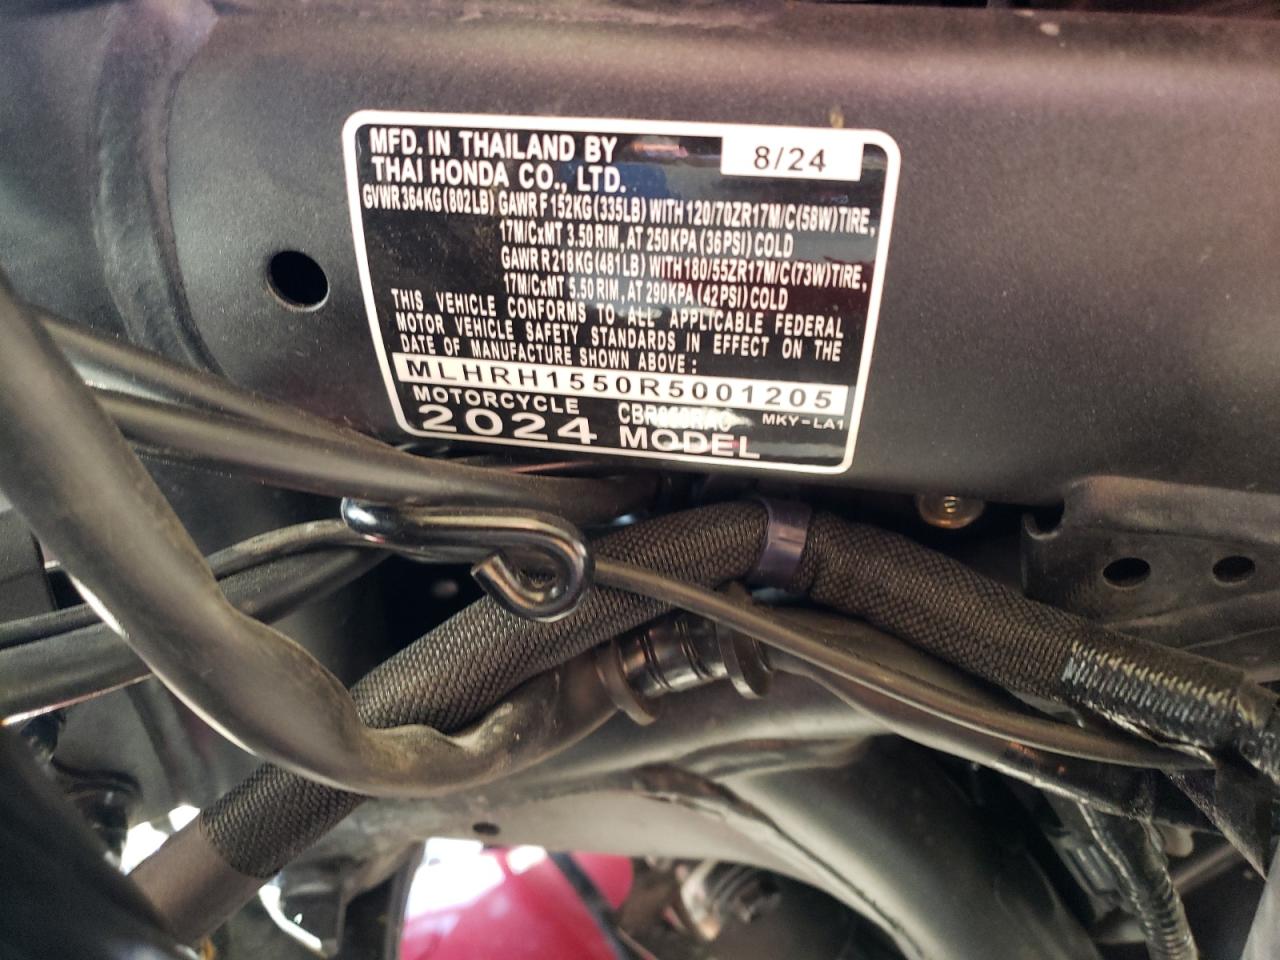 MFD. IN THAILAND BY
THAI HONDA CO., LTD.
8/24
GVWR 364KG (802LB) GAWR F 152KG (335LB) WITH 120/70ZR17M/C(58W)TIRE,
17M/CxMT 3.50 RIM, AT 250KPA (36PSI) COLD
GAWR R 218KG (481LB) WITH 180/55ZR17M/C(73W)TIRE,
17M/CxMT 5.50 RIM, AT 290KPA (42PSI) COLD
THIS VEHICLE CONFORMS TO ALL APPLICABLE FEDERAL
MOTOR VEHICLE SAFETY STANDARDS IN EFFECT ON THE
DATE OF MANUFACTURE SHOWN ABOVE:
MLHRH1550R5001205
MOTORCYCLE MKY-LA1
2024 MODEL